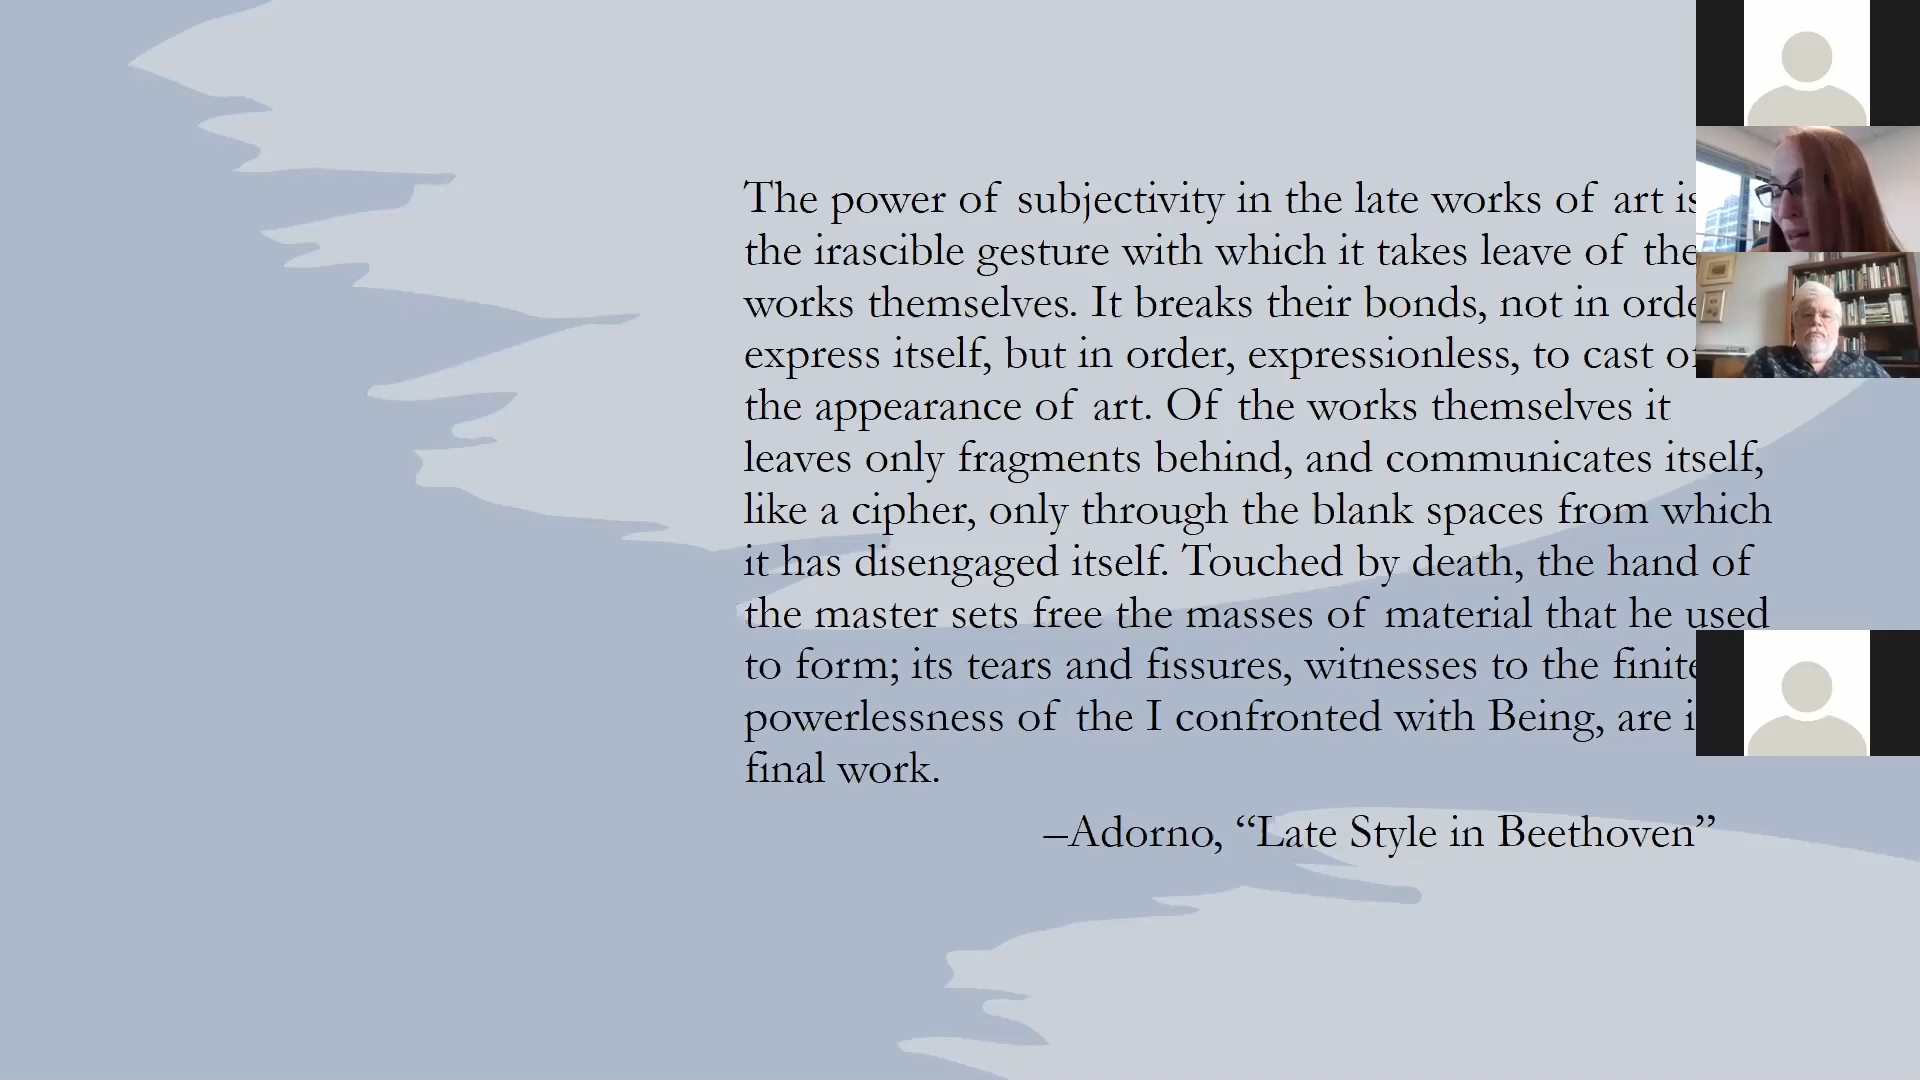 The power of subjectivity in the late works of art is
the irascible gesture with which it takes leave of the
works themselves. It breaks their bonds, not in
express itself, but in order, expressionless, to cast
the appearance of art. Of the works themselves it
leaves only fragments behind, and communicates itself,
like a cipher, only through the blank spaces from which
it has disengaged itself. Touched by death, the hand of
the master sets free the masses of material that he used
to form; its tears and fissures, witnesses to the finite
powerlessness of the I confronted with Being, are
final work.
–Adorno, “Late Style in Beethoven”